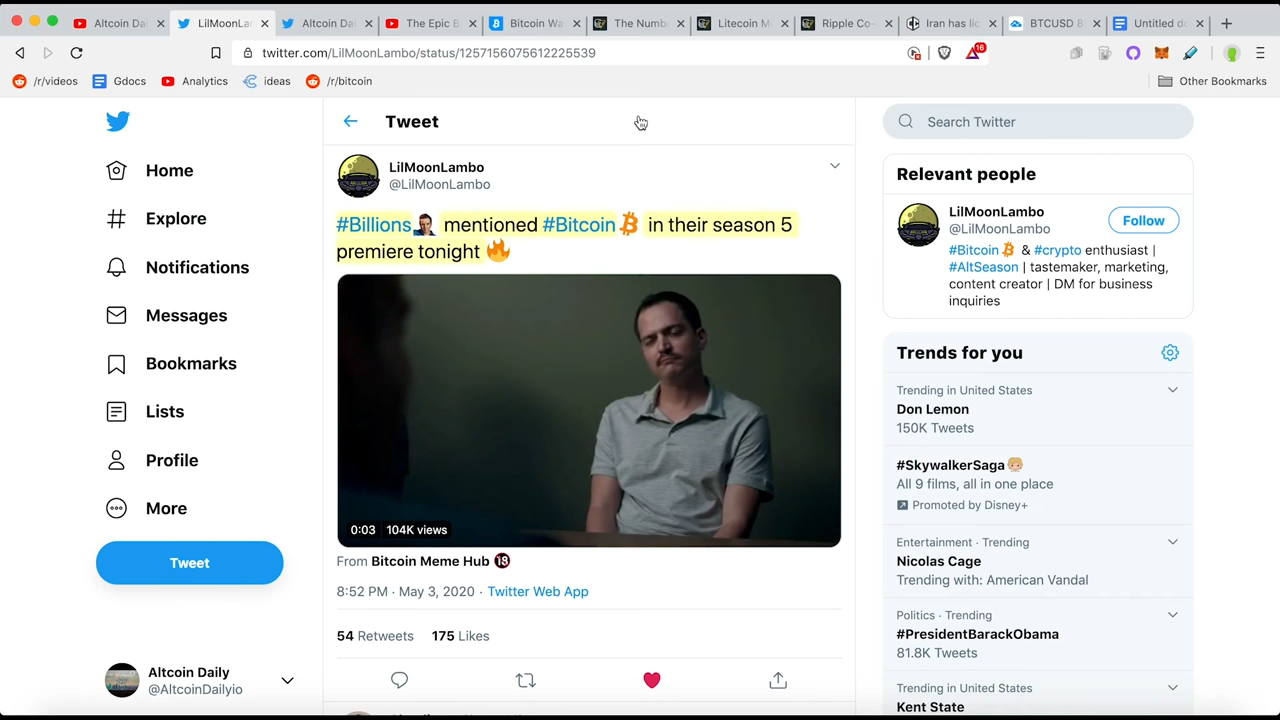 Altcoin Da
LilMoonLa
Altcoin Dai
The Epic B
Bitcoin Wa
The Numb
Litecoin M
Ripple Co-
Iran has lic
BTCUSD 8
Untitled do
twitter.com/LilMoonLambo/status/1257156075612225539
16
/r/videos
Gdocs
Analytics
ideas
/r/bitcoin
Other Bookmarks
Home
Explore
Notifications
Messages
Bookmarks
Lists
Profile
More
Tweet
Altcoin Daily
@AltcoinDailyio
Tweet
LilMoonLambo
@LilMoonLambo
#Billions mentioned #Bitcoin in their season 5
premiere tonight 🔥
0:03 104K views
From Bitcoin Meme Hub 🔞
8:52 PM · May 3, 2020 · Twitter Web App
54 Retweets 175 Likes
Search Twitter
Relevant people
LilMoonLambo
@LilMoonLambo
Follow
#Bitcoin & #crypto enthusiast |
#AltSeason | tastemaker, marketing,
content creator | DM for business
inquiries
Trends for you
Trending in United States
Don Lemon
150K Tweets
#SkywalkerSaga
All 9 films, all in one place
Promoted by Disney+
Entertainment · Trending
Nicolas Cage
Trending with: American Vandal
Politics · Trending
#PresidentBarackObama
81.8K Tweets
Trending in United States
Kent State